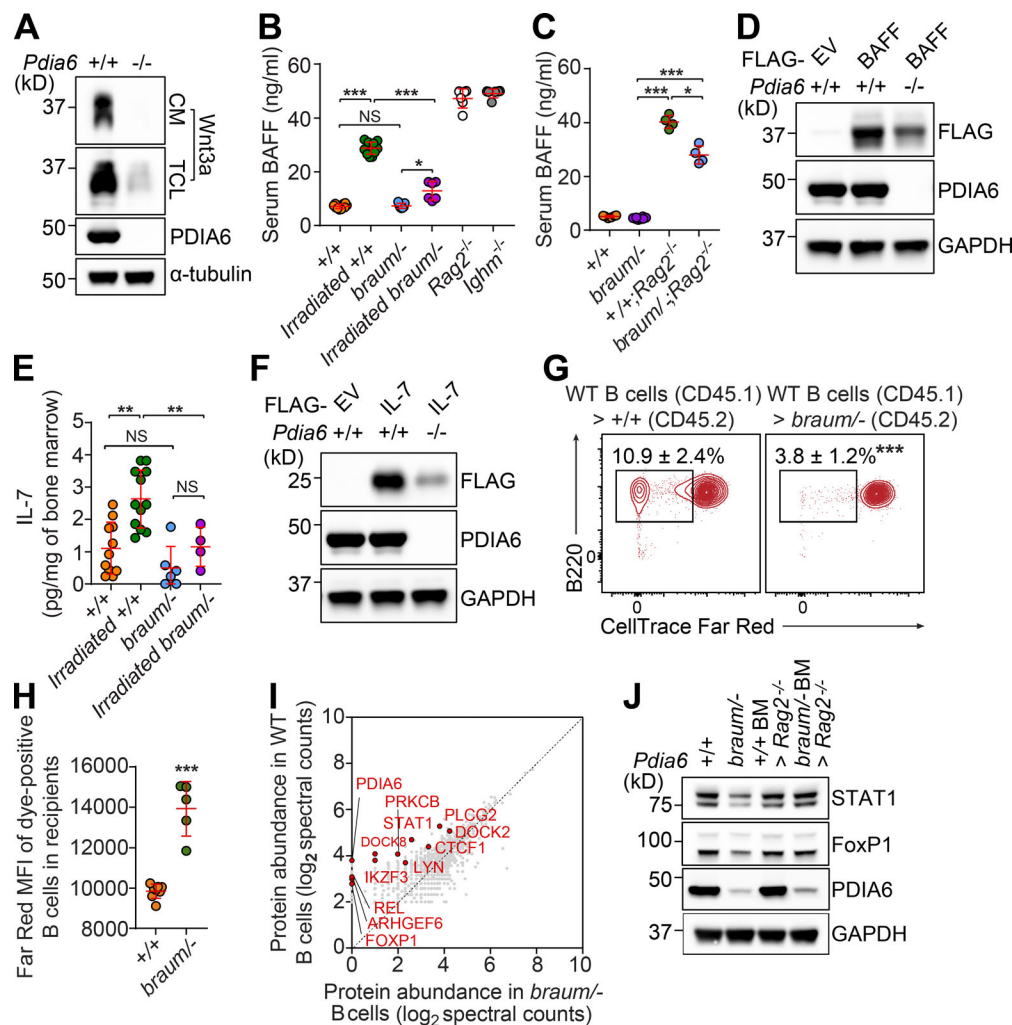 A
Pdia6 +/+ -/-
(kD)
37
CM
Wnt3a
37
TCL
50
PDIA6
50
α-tubulin
B
Serum BAFF (ng/ml)
60
40
20
0
***
***
NS
*
+/+
Irradiated +/+
braum/-
Irradiated braum/-
Rag2-/-
Ighm-/-
C
Serum BAFF (ng/ml)
60
40
20
0
***
***
*
+/+
braum/-
+/+;Rag2-/-
braum/-;Rag2-/-
D
FLAG- EV BAFF BAFF
Pdia6 +/+ +/+ -/-
(kD)
37
FLAG
50
PDIA6
37
GAPDH
E
IL-7
(pg/mg of bone marrow)
5
4
3
2
1
0
**
**
NS
NS
+/+
Irradiated +/+
braum/-
Irradiated braum/-
F
FLAG- EV IL-7 IL-7
Pdia6 +/+ +/+ -/-
(kD)
25
FLAG
50
PDIA6
37
GAPDH
G
WT B cells (CD45.1)
> +/+ (CD45.2)
WT B cells (CD45.1)
> braum/- (CD45.2)
10.9 ± 2.4%
3.8 ± 1.2%***
B220
0
0
0
CellTrace Far Red
H
Far Red MFI of dye-positive
B cells in recipients
16000
14000
12000
10000
8000
***
+/+
braum/-
I
Protein abundance in WT
B cells (log2 spectral counts)
10
8
6
4
2
0
PDIA6
PRKCB
STAT1
PLCG2
DOCK2
DOCK8
CTCF1
IKZF3
LYN
REL
ARHGEF6
FOXP1
0 2 4 6 8 10
Protein abundance in braum/-
B cells (log2 spectral counts)
J
Pdia6
+/+
braum/-
+/+ BM
> Rag2-/-
braum/- BM
> Rag2-/-
(kD)
75
STAT1
100
FoxP1
50
PDIA6
37
GAPDH